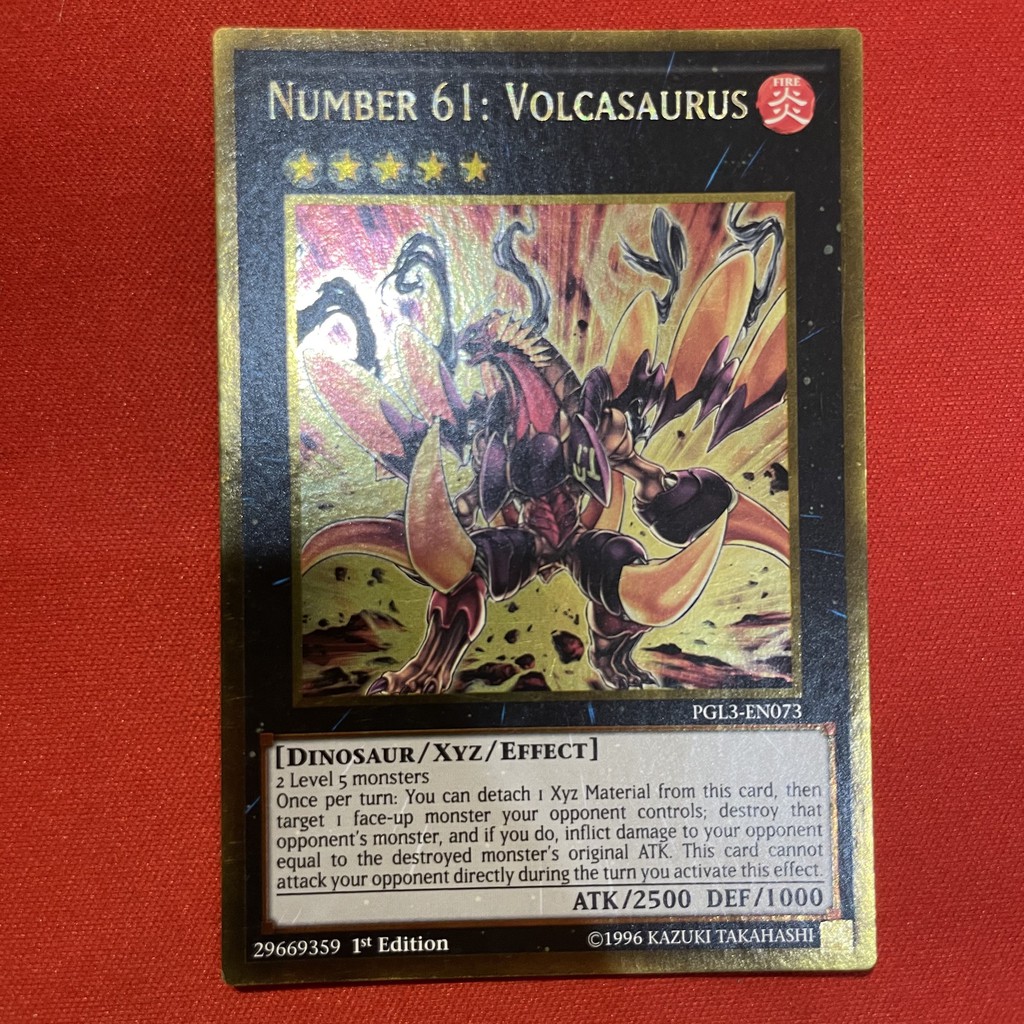 NUMBER 61: VOLCASAURUS
FIRE
炎
61
PGL3-EN073
[DINOSAUR/XYZ/EFFECT]
2 Level 5 monsters
Once per turn: You can detach 1 Xyz Material from this card, then
target 1 face-up monster your opponent controls; destroy that
opponent's monster, and if you do, inflict damage to your opponent
equal to the destroyed monster's original ATK. This card cannot
attack your opponent directly during the turn you activate this effect.
ATK/2500 DEF/1000
29669359 1st Edition
©1996 KAZUKI TAKAHASHI